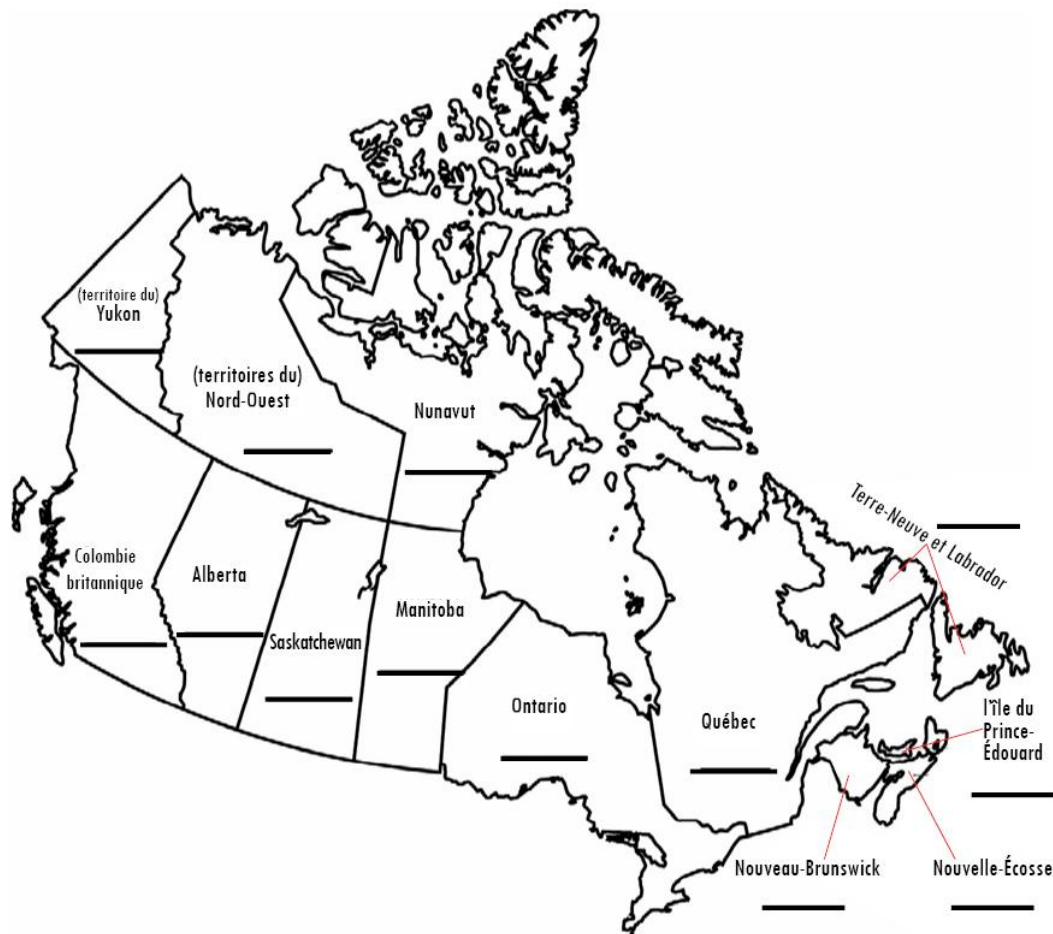 (territoire du)
Yukon
(territoires du)
Nord-Ouest
Nunavut
Terre-Neuve et Labrador
Colombie
britannique
Alberta
Manitoba
Saskatchewan
Ontario
Québec
l'île du
Prince-
Édouard
Nouveau-Brunswick
Nouvelle-Écosse